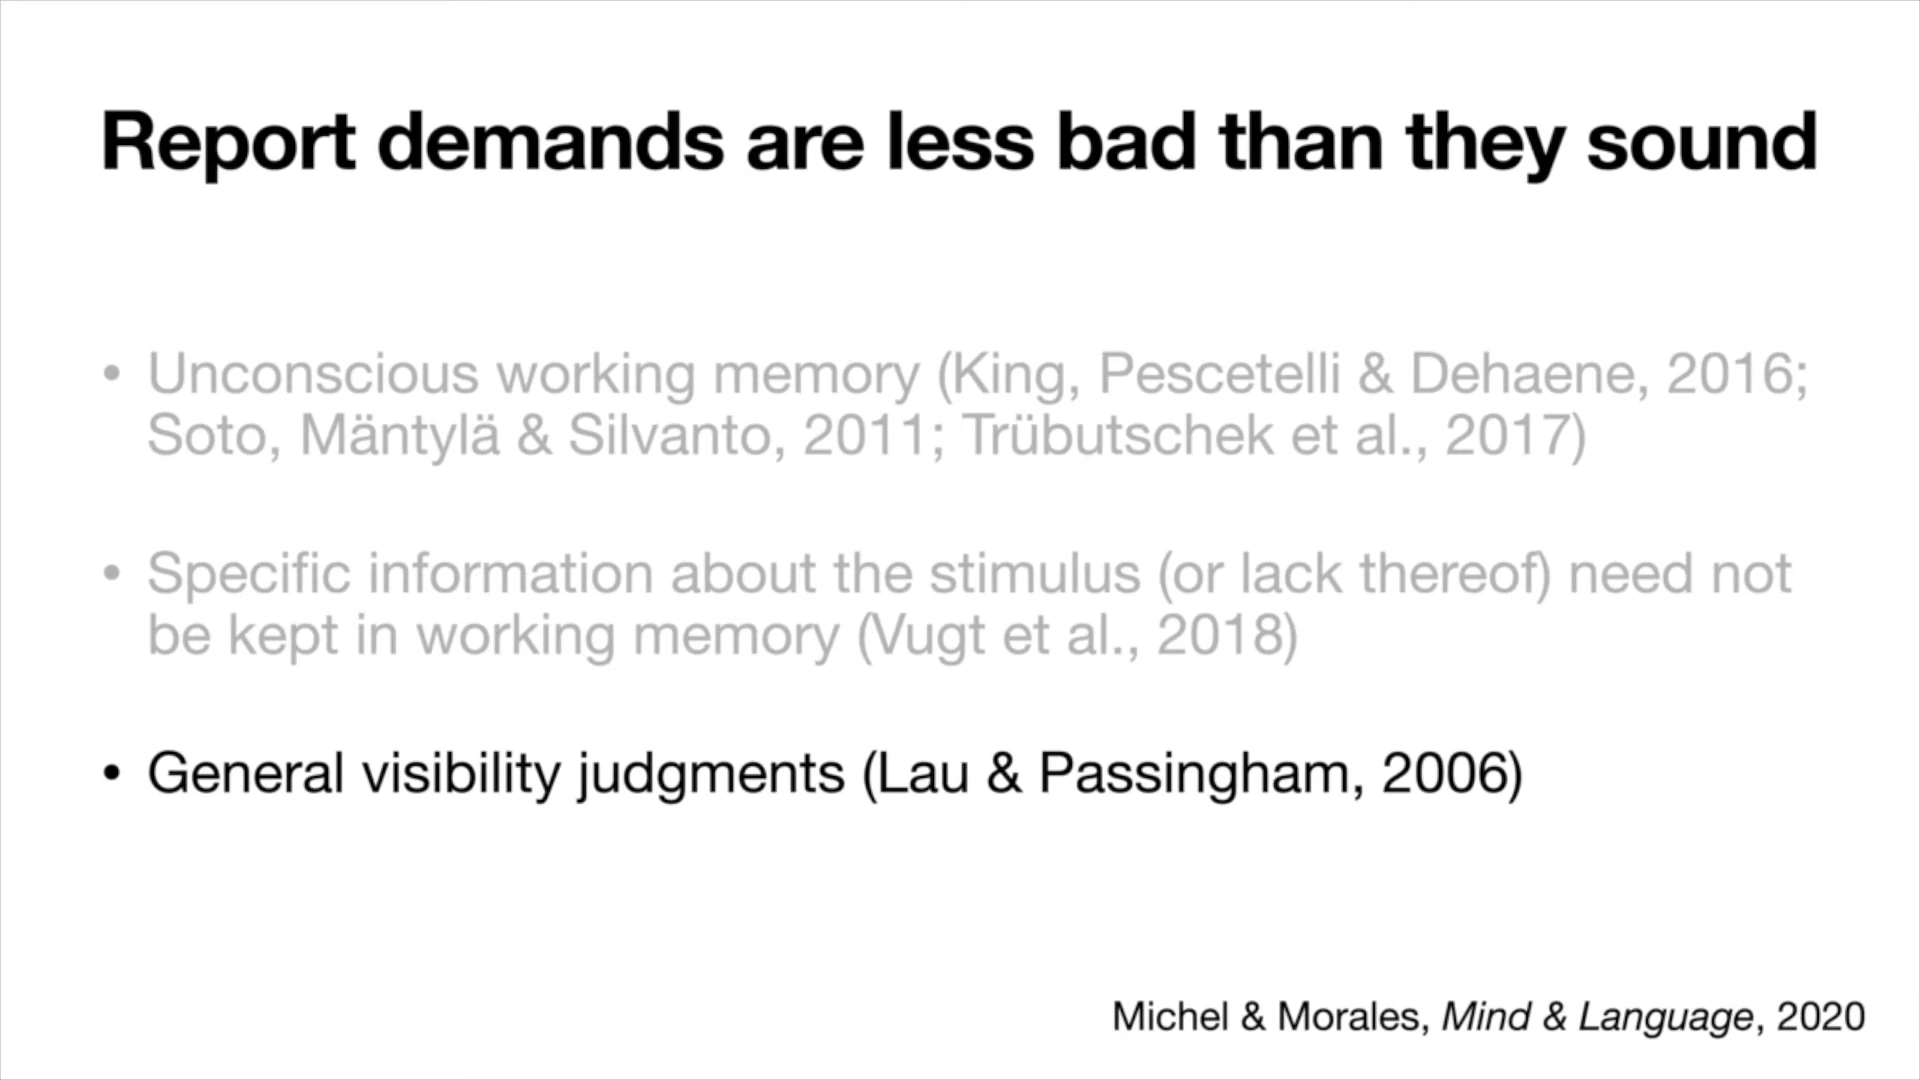 Report demands are less bad than they sound
• Unconscious working memory (King, Pescetelli & Dehaene, 2016;
Soto, Mäntylä & Silvanto, 2011; Trübutschek et al., 2017)
• Specific information about the stimulus (or lack thereof) need not
be kept in working memory (Vugt et al., 2018)
• General visibility judgments (Lau & Passingham, 2006)
Michel & Morales, Mind & Language, 2020